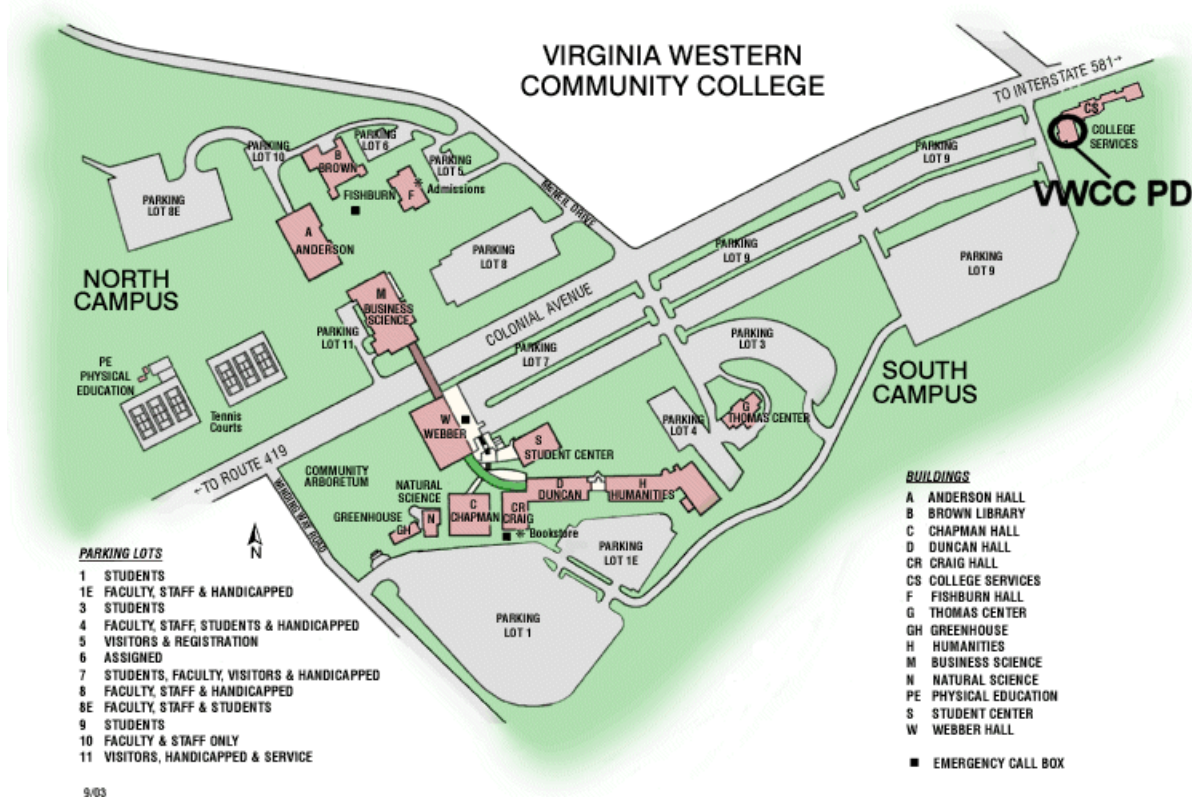 VIRGINIA WESTERN
COMMUNITY COLLEGE
TO INTERSTATE 581→
CS
COLLEGE
SERVICES
VWCC PD
PARKING
LOT 9
PARKING
LOT 10
B
BROWN
PARKING
LOT 6
PARKING
LOT 5
* Admissions
FISHBURN
F
McNEIL DRIVE
PARKING
LOT 8E
A
ANDERSON
PARKING
LOT 8
PARKING
LOT 9
PARKING
LOT 9
NORTH
CAMPUS
M
BUSINESS
SCIENCE
PARKING
LOT 11
COLONIAL AVENUE
PARKING
LOT 7
PARKING
LOT 3
SOUTH
CAMPUS
PE
PHYSICAL
EDUCATION
Tennis
Courts
W
WEBBER
S
STUDENT CENTER
PARKING
LOT 4
G
THOMAS CENTER
←TO ROUTE 419
WINDING WAY ROAD
COMMUNITY
ARBORETUM
NATURAL
SCIENCE
GREENHOUSE
GH
N
C
CHAPMAN
CR
CRAIG
D
DUNCAN
H
HUMANITIES
* Bookstore
PARKING
LOT 1E
PARKING
LOT 1
N
PARKING LOTS
1 STUDENTS
1E FACULTY, STAFF & HANDICAPPED
3 STUDENTS
4 FACULTY, STAFF, STUDENTS & HANDICAPPED
5 VISITORS & REGISTRATION
6 ASSIGNED
7 STUDENTS, FACULTY, VISITORS & HANDICAPPED
8 FACULTY, STAFF & HANDICAPPED
8E FACULTY, STAFF & STUDENTS
9 STUDENTS
10 FACULTY & STAFF ONLY
11 VISITORS, HANDICAPPED & SERVICE
9/03
BUILDINGS
A ANDERSON HALL
B BROWN LIBRARY
C CHAPMAN HALL
D DUNCAN HALL
CR CRAIG HALL
CS COLLEGE SERVICES
F FISHBURN HALL
G THOMAS CENTER
GH GREENHOUSE
H HUMANITIES
M BUSINESS SCIENCE
N NATURAL SCIENCE
PE PHYSICAL EDUCATION
S STUDENT CENTER
W WEBBER HALL
■ EMERGENCY CALL BOX